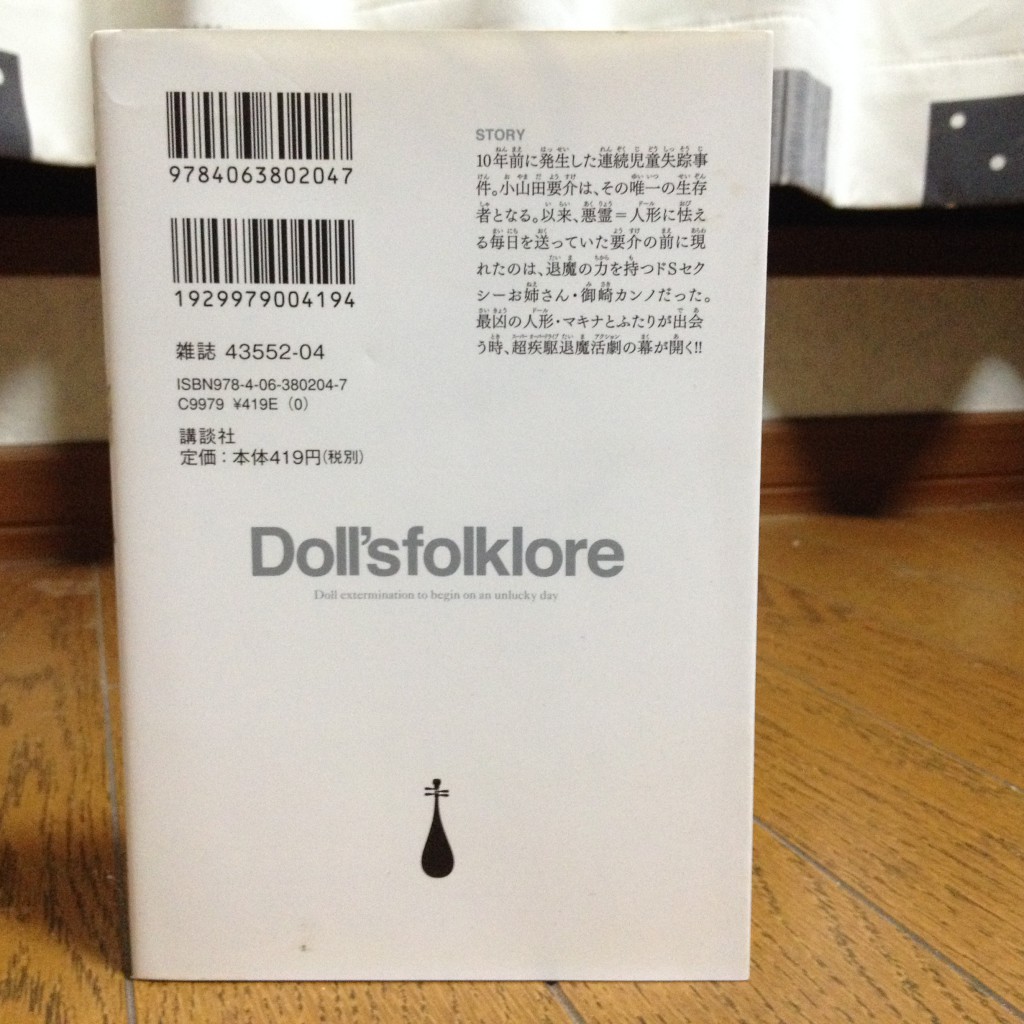 9784063802047
1929979004194
雑誌 43552-04
ISBN978-4-06-380204-7
C9979 ¥419E (0)
講談社
定価：本体419円(税別)
STORY
10年前に発生した連続児童失踪事
件。小山田要介は、その唯一の生存
者となる。以来、悪霊＝人形に怯え
る毎日を送っていた要介の前に現
れたのは、退魔の力を持つドSセク
シーお姉さん・御崎カンノだった。
最凶の人形・マキナとふたりが出会
う時、超疾駆退魔活劇の幕が開く!!
Doll'sfolklore
Doll extermination to begin on an unlucky day